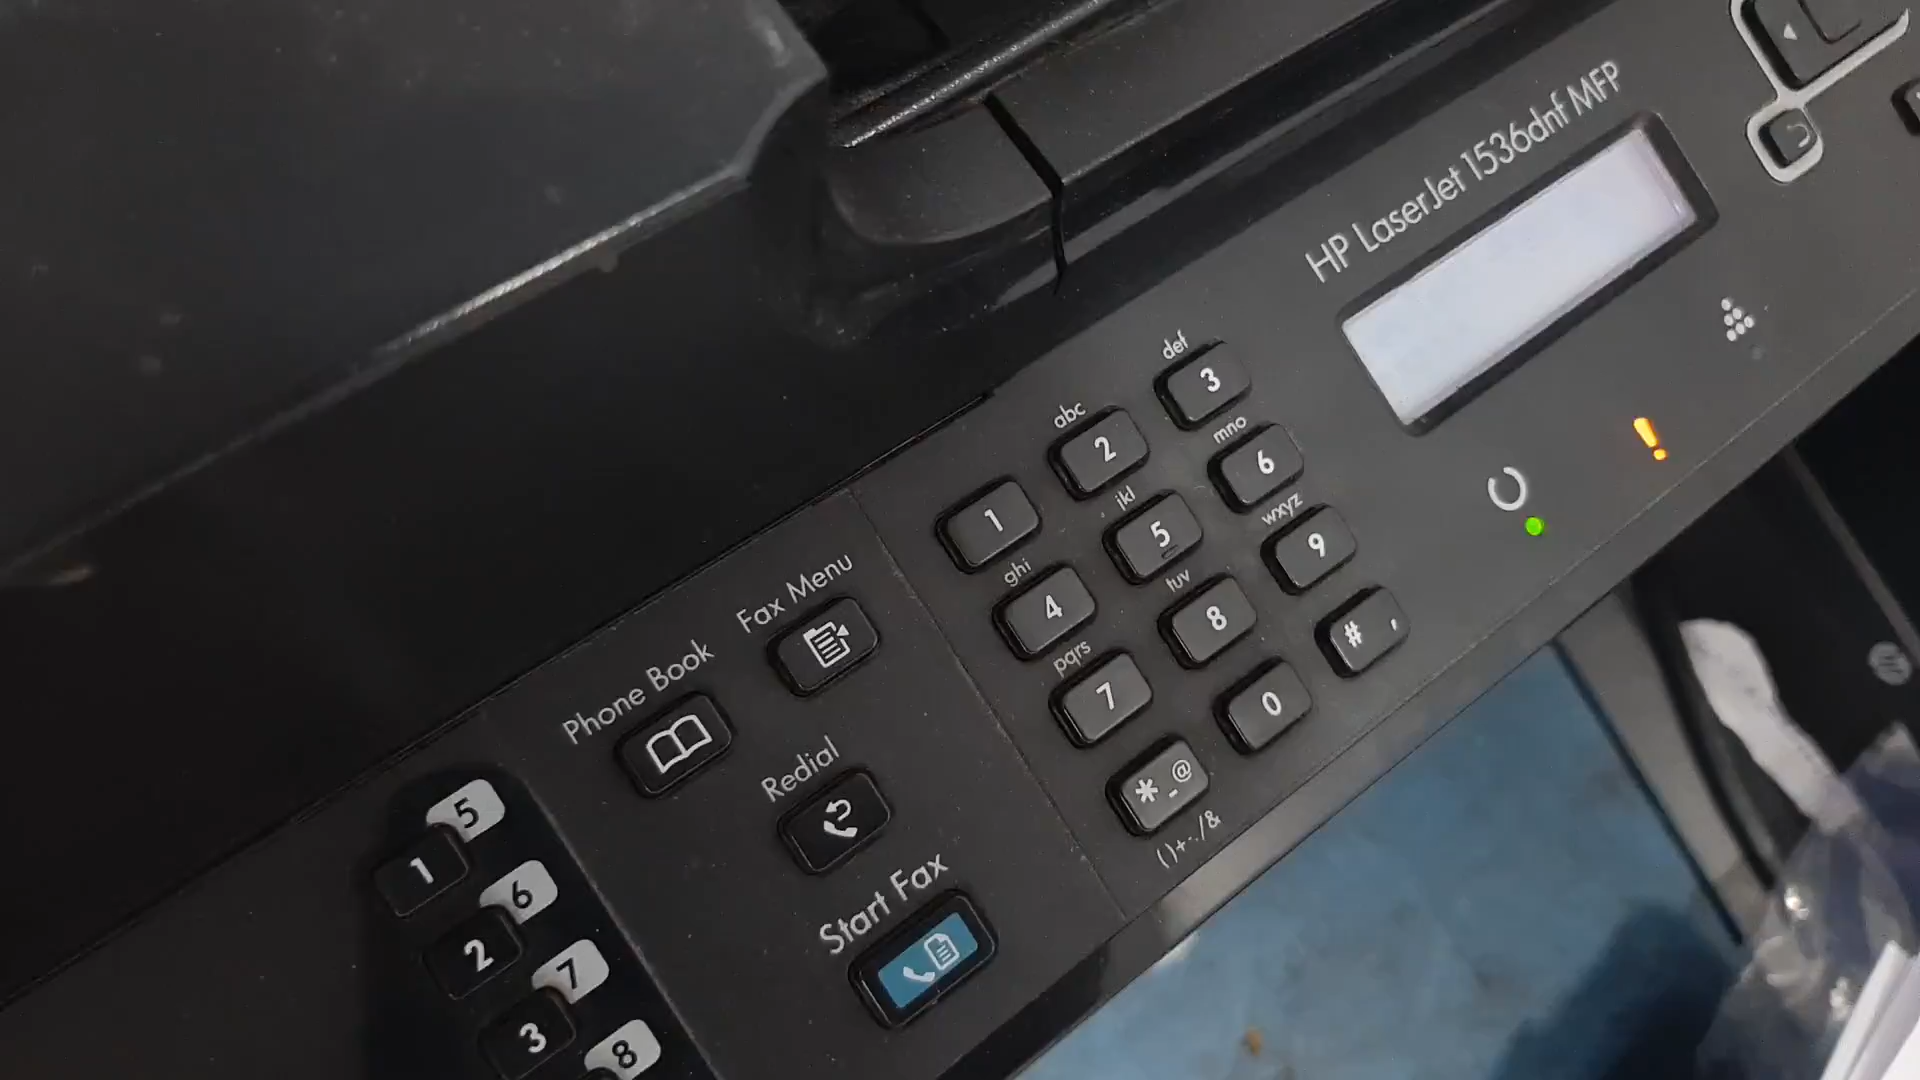 HP LaserJet 1536dnf MFP
def
3
abc
2
1
mno
6
jkl
5
ghi
4
wxyz
9
tuv
8
pqrs
7
# ,
0
* - @
()+-./&
Fax Menu
Phone Book
Redial
Start Fax
5
1
6
2
7
3
8